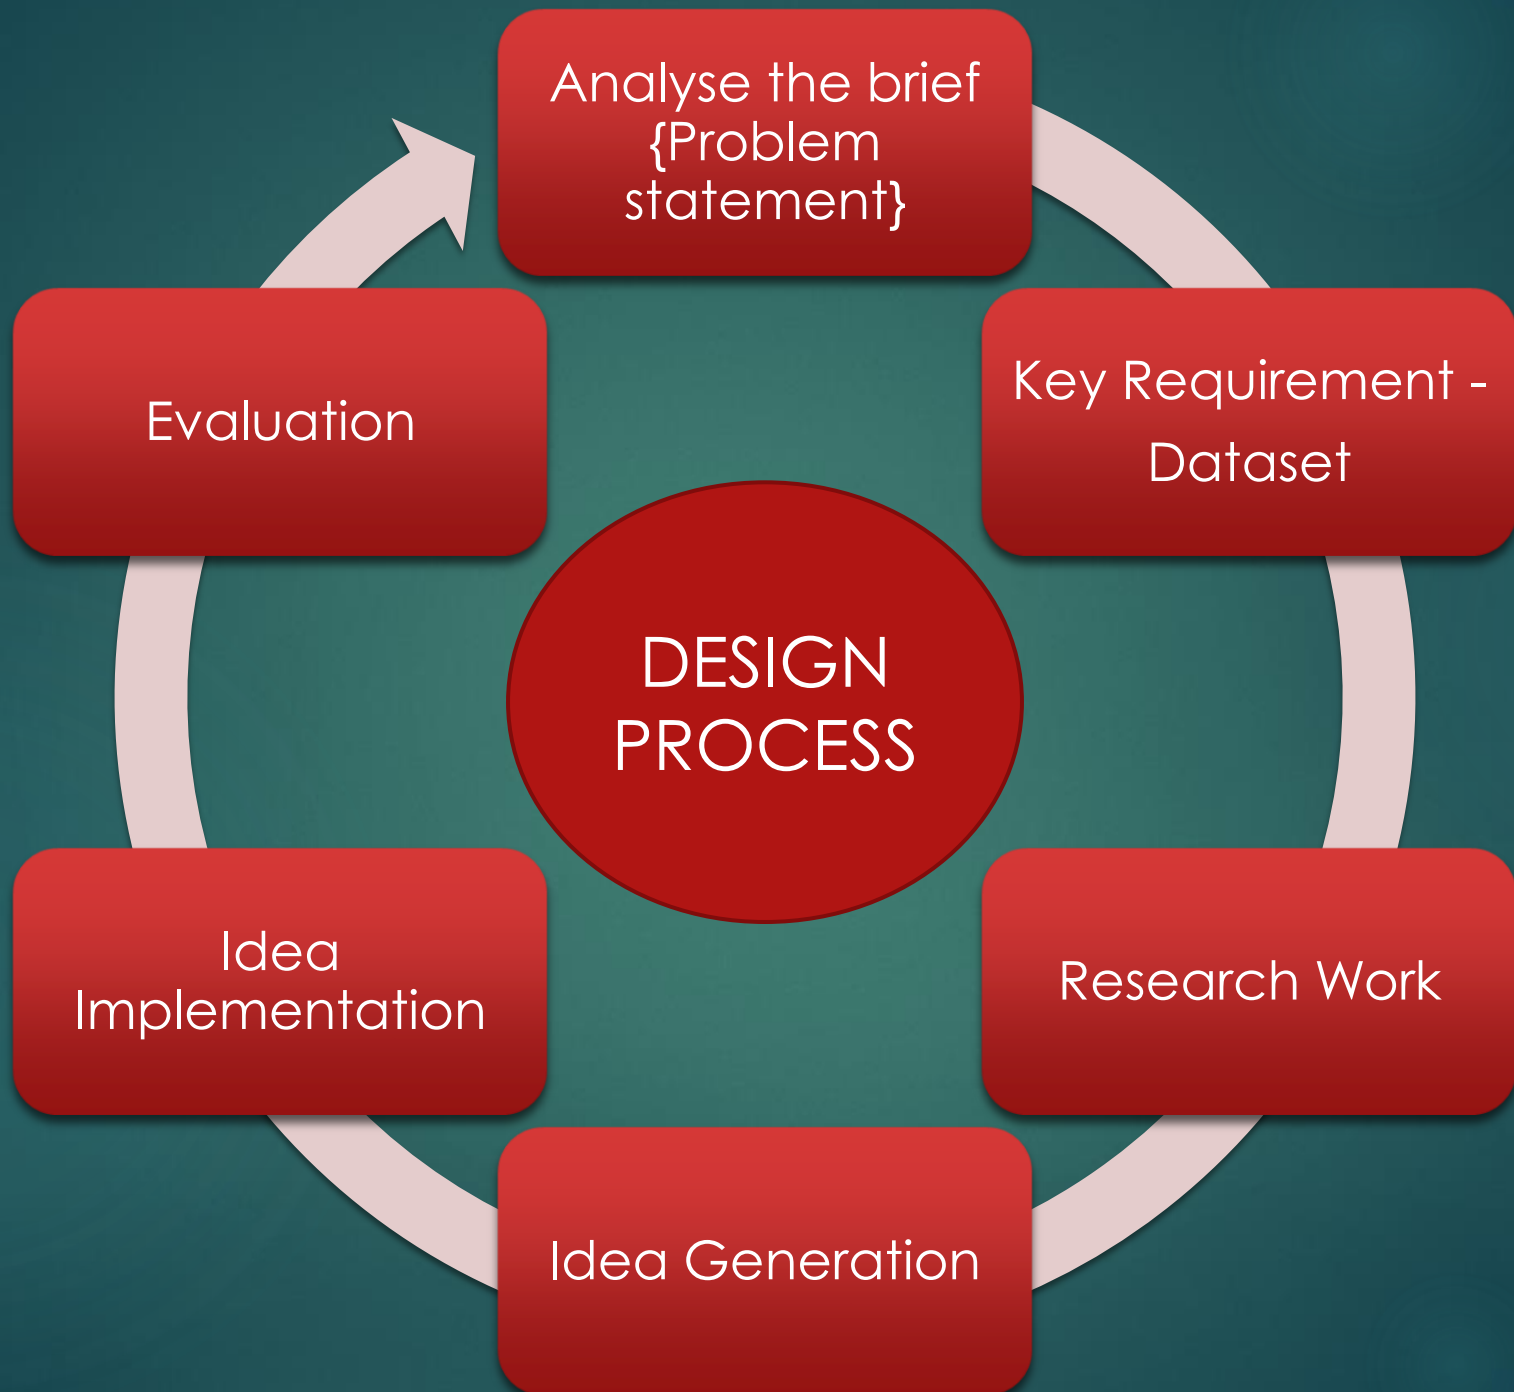 Analyse the brief
{Problem
statement}
Key Requirement -
Dataset
Research Work
Idea Generation
Idea
Implementation
Evaluation
DESIGN
PROCESS